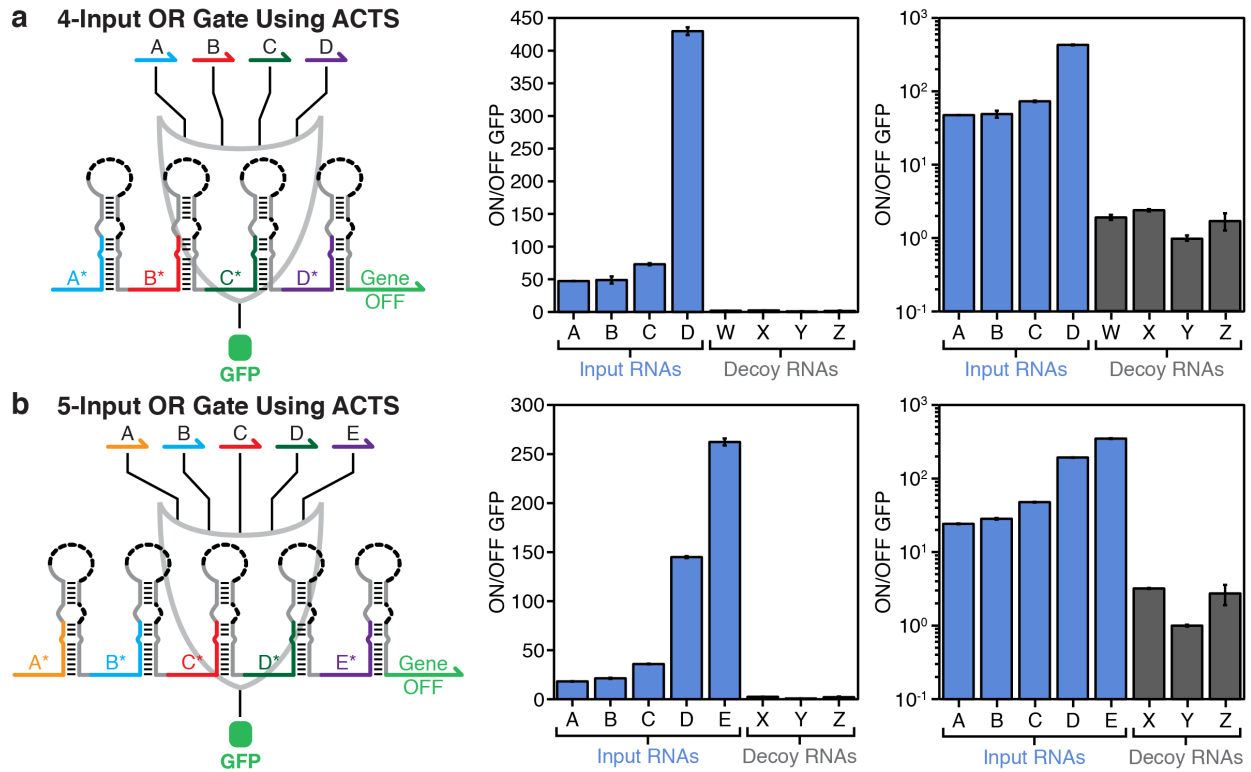 a 4-Input OR Gate Using ACTS
A B C D
A* B* C* D* Gene
OFF
GFP
ON/OFF GFP
450
400
350
300
250
200
150
100
50
0
A B C D W X Y Z
Input RNAs Decoy RNAs
ON/OFF GFP
10³
10²
10¹
10⁰
10⁻¹
A B C D W X Y Z
Input RNAs Decoy RNAs
b 5-Input OR Gate Using ACTS
A B C D E
A* B* C* D* E* Gene
OFF
GFP
ON/OFF GFP
300
250
200
150
100
50
0
A B C D E X Y Z
Input RNAs Decoy RNAs
ON/OFF GFP
10³
10²
10¹
10⁰
10⁻¹
A B C D E X Y Z
Input RNAs Decoy RNAs